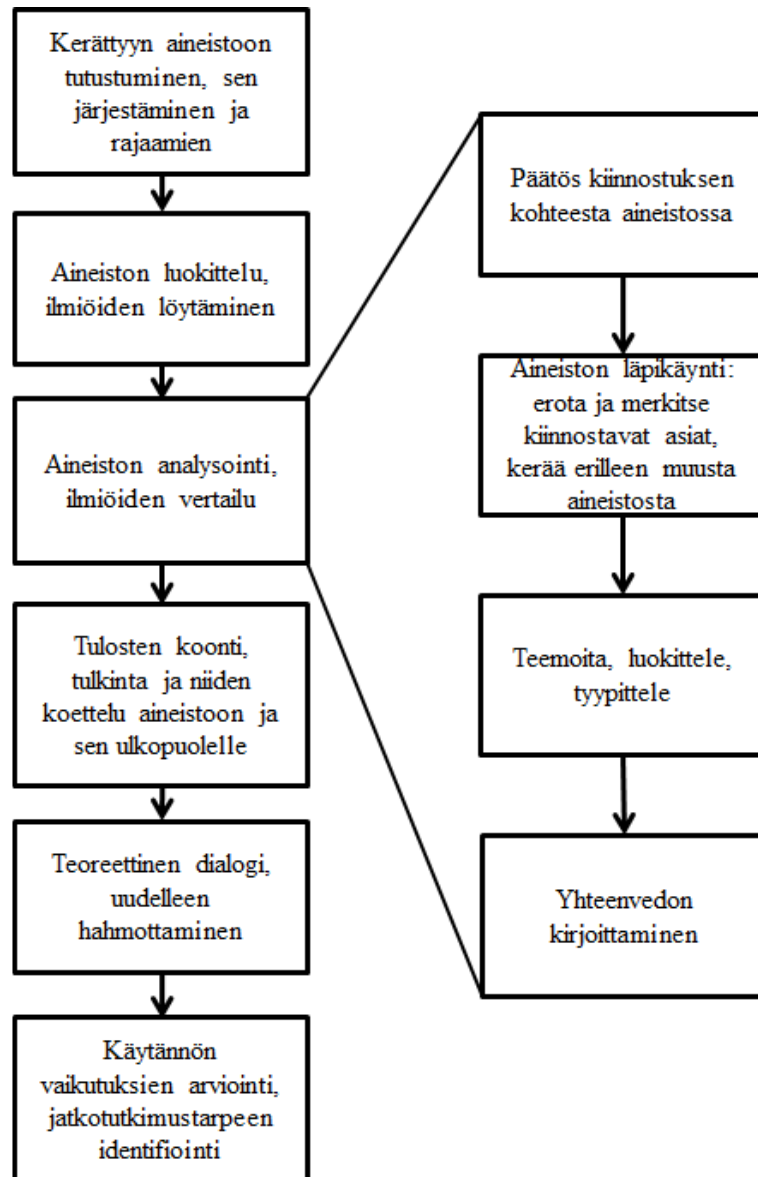 Kerättyyn aineistoon
tutustuminen, sen
järjestäminen ja
rajaamien
Aineiston luokittelu,
ilmiöiden löytäminen
Aineiston analysointi,
ilmiöiden vertailu
Tulosten koonti,
tulkinta ja niiden
koettelu aineistoon ja
sen ulkopuolelle
Teoreettinen dialogi,
uudelleen
hahmottaminen
Käytännön
vaikutuksien arviointi,
jatkotutkimustarpeen
identifiointi
Päätös kiinnostuksen
kohteesta aineistossa
Aineiston läpikäynti:
erota ja merkitse
kiinnostavat asiat,
kerää erilleen muusta
aineistosta
Teemoita, luokittele,
tyypittele
Yhteenvedon
kirjoittaminen